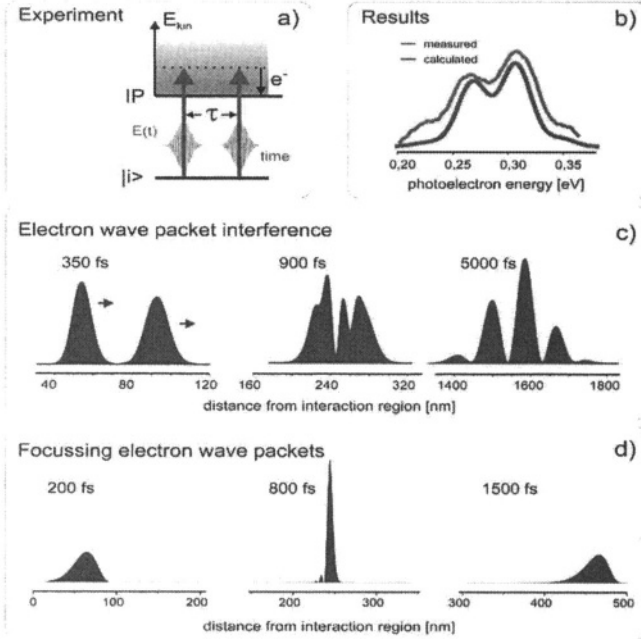 Experiment a)
E_kin
e⁻
IP
τ
E(t)
time
|i>
Results b)
measured
calculated
0,20 0,25 0,30 0,35
photoelectron energy [eV]
Electron wave packet interference c)
350 fs 900 fs 5000 fs
40 80 120 160 240 320 1400 1600 1800
distance from interaction region [nm]
Focussing electron wave packets d)
200 fs 800 fs 1500 fs
0 100 200 200 300 300 400 500
distance from interaction region [nm]